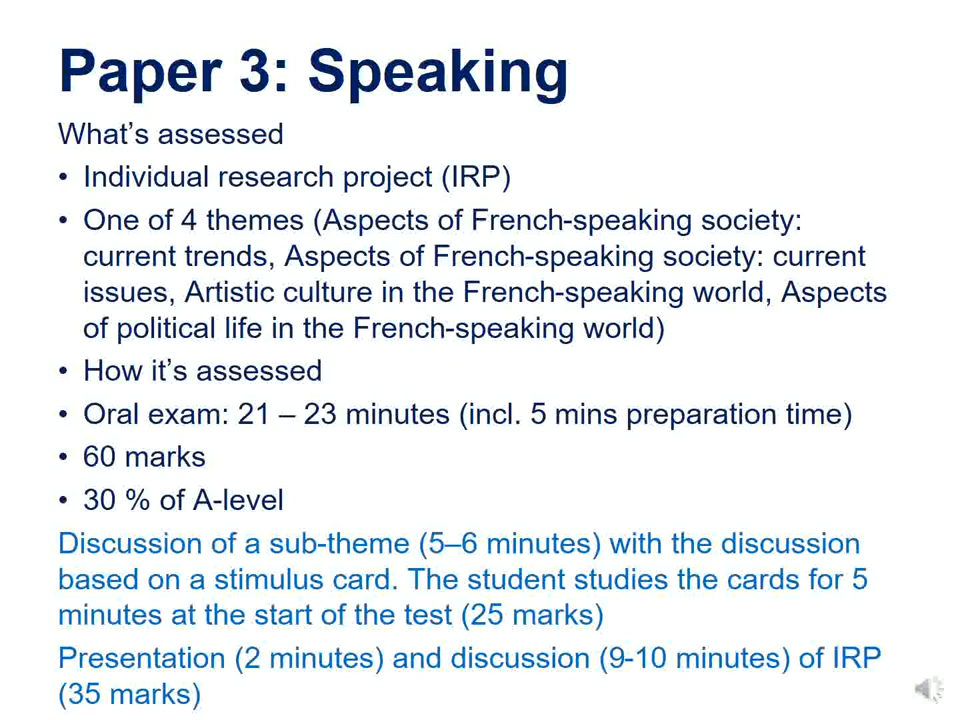 Paper 3: Speaking
What’s assessed
• Individual research project (IRP)
• One of 4 themes (Aspects of French-speaking society:
current trends, Aspects of French-speaking society: current
issues, Artistic culture in the French-speaking world, Aspects
of political life in the French-speaking world)
• How it’s assessed
• Oral exam: 21 – 23 minutes (incl. 5 mins preparation time)
• 60 marks
• 30 % of A-level
Discussion of a sub-theme (5–6 minutes) with the discussion
based on a stimulus card. The student studies the cards for 5
minutes at the start of the test (25 marks)
Presentation (2 minutes) and discussion (9-10 minutes) of IRP
(35 marks)